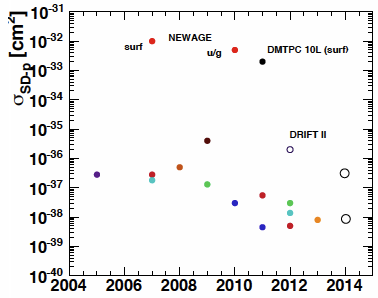 σSD-p [cm²]
10-31
10-32
10-33
10-34
10-35
10-36
10-37
10-38
10-39
10-40
surf
NEWAGE
u/g
DMTPC 10L (surf)
DRIFT II
2004 2006 2008 2010 2012 2014